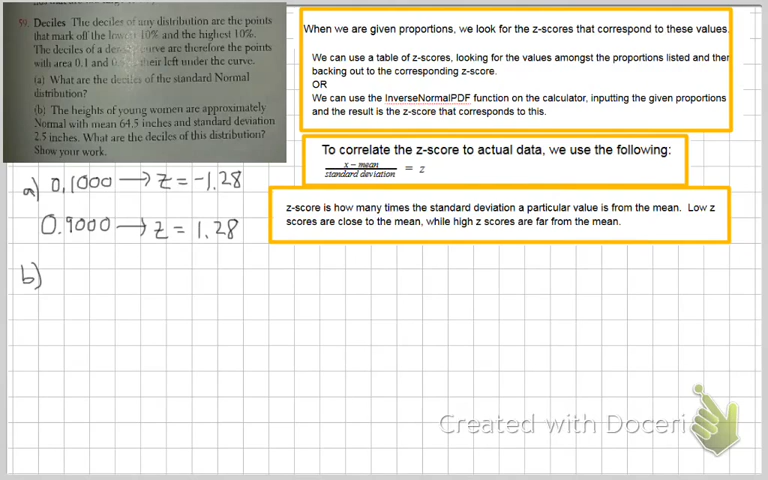 99. Deciles The deciles of any distribution are the points
that mark off the lowest 10% and the highest 10%.
The deciles of a density curve are therefore the points
with area 0.1 and their left under the curve.
(a) What are the deciles of the standard Normal
distribution?
(b) The heights of young women are approximately
Normal with mean 64.5 inches and standard deviation
2.5 inches. What are the deciles of this distribution?
Show your work.
When we are given proportions, we look for the z-scores that correspond to these values.
We can use a table of z-scores, looking for the values amongst the proportions listed and then
backing out to the corresponding z-score.
OR
We can use the InverseNormalPDF function on the calculator, inputting the given proportions
and the result is the z-score that corresponds to this.
To correlate the z-score to actual data, we use the following:
x − mean
standard deviation = z
z-score is how many times the standard deviation a particular value is from the mean. Low z
scores are close to the mean, while high z scores are far from the mean.
a) 0.1000 → z = -1.28
0.9000 → z = 1.28
b)
Created with Doceri